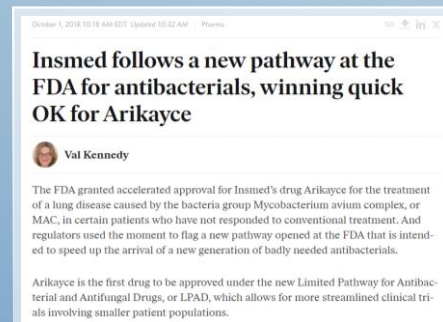 October 1, 2018 10:18 AM EDT Updated 10:32 AM Pharma
Insmed follows a new pathway at the
FDA for antibacterials, winning quick
OK for Arikayce
Val Kennedy
The FDA granted accelerated approval for Insmed's drug Arikayce for the treatment
of a lung disease caused by the bacteria group Mycobacterium avium complex, or
MAC, in certain patients who have not responded to conventional treatment. And
regulators used the moment to flag a new pathway opened at the FDA that is intend-
ed to speed up the arrival of a new generation of badly needed antibacterials.
Arikayce is the first drug to be approved under the new Limited Pathway for Antibac-
terial and Antifungal Drugs, or LPAD, which allows for more streamlined clinical tri-
als involving smaller patient populations.